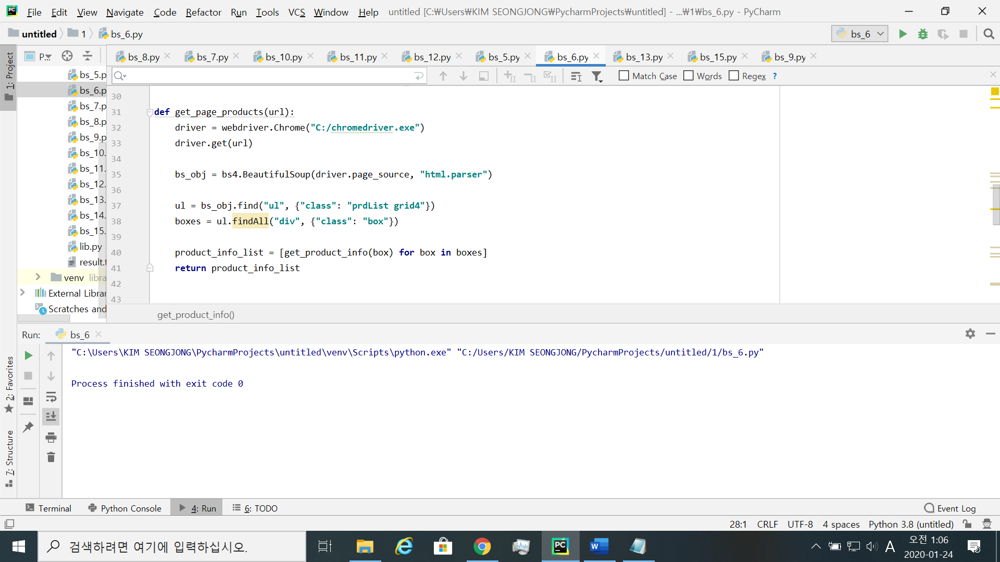 File Edit View Navigate Code Refactor Run Tools VCS Window Help untitled [C:₩Users₩KIM SEONGJONG₩PycharmProjects₩untitled] - ...₩1₩bs_6.py - PyCharm
untitled 1 bs_6.py bs_6
1: Project
P...
bs_8.py bs_7.py bs_10.py bs_11.py bs_12.py bs_5.py bs_6.py bs_13.py bs_15.py bs_9.py
Match Case Words Regex ?
bs_5.p
bs_6.p
bs_7.p
bs_8.p
bs_9.p
bs_10.
bs_11.
bs_12.
bs_13.
bs_14.
bs_15.
lib.py
result.t
venv libra
External Librar
Scratches and
30
31 def get_page_products(url):
32 driver = webdriver.Chrome("C:/chromedriver.exe")
33 driver.get(url)
34
35 bs_obj = bs4.BeautifulSoup(driver.page_source, "html.parser")
36
37 ul = bs_obj.find("ul", {"class": "prdList grid4"})
38 boxes = ul.findAll("div", {"class": "box"})
39
40 product_info_list = [get_product_info(box) for box in boxes]
41 return product_info_list
42
43
get_product_info()
Run: bs_6
"C:\Users\KIM SEONGJONG\PycharmProjects\untitled\venv\Scripts\python.exe" "C:/Users/KIM SEONGJONG/PycharmProjects/untitled/1/bs_6.py"
Process finished with exit code 0
2: Favorites
7: Structure
Terminal Python Console 4: Run 6: TODO Event Log
28:1 CRLF UTF-8 4 spaces Python 3.8 (untitled)
검색하려면 여기에 입력하십시오.
A 오전 1:06
2020-01-24